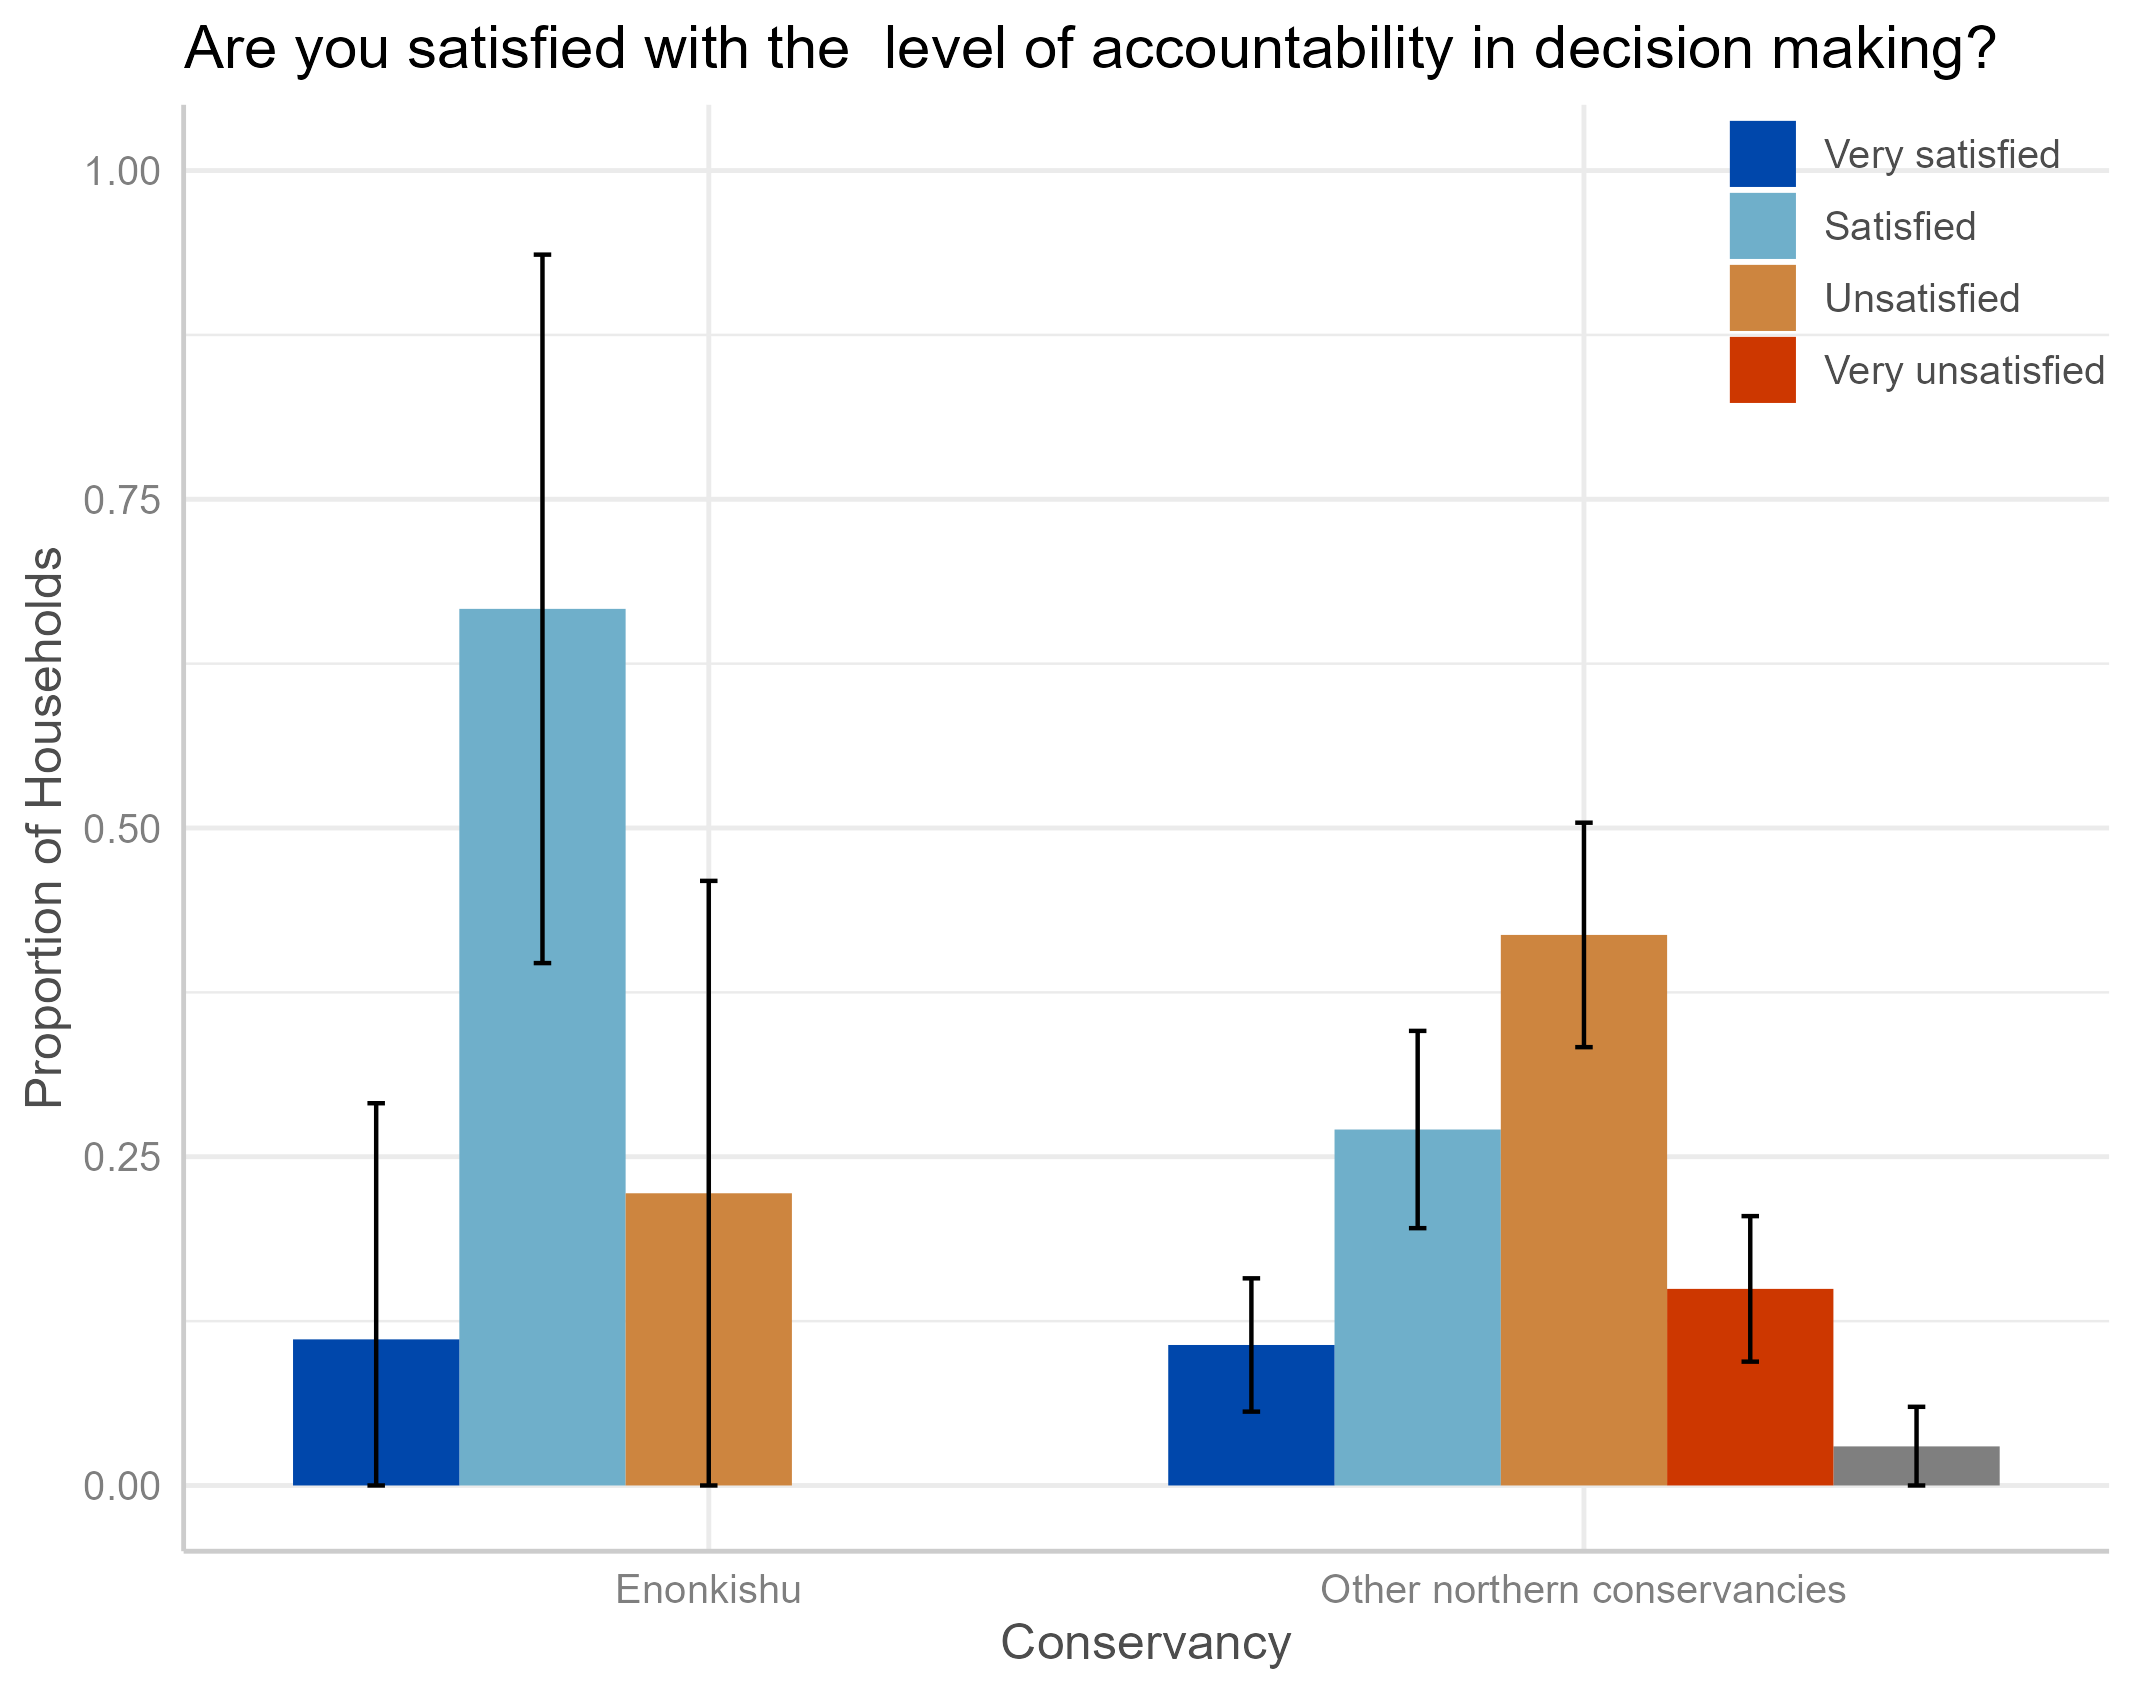 Are you satisfied with the  level of accountability in decision making?
Very satisfied
Satisfied
Unsatisfied
Very unsatisfied
Proportion of Households
1.00
0.75
0.50
0.25
0.00
Enonkishu
Other northern conservancies
Conservancy